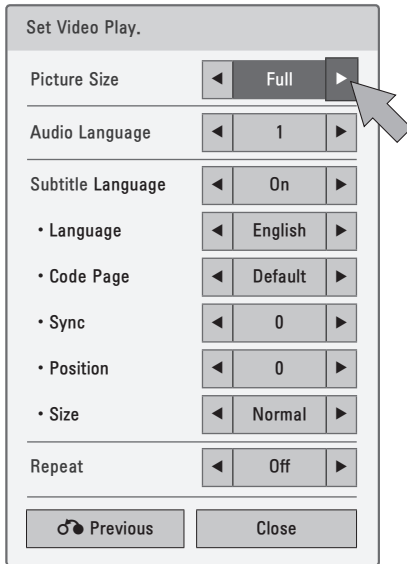 Set Video Play.
Picture Size ◀ Full ▶
Audio Language ◀ 1 ▶
Subtitle Language ◀ On ▶
• Language ◀ English ▶
• Code Page ◀ Default ▶
• Sync ◀ 0 ▶
• Position ◀ 0 ▶
• Size ◀ Normal ▶
Repeat ◀ Off ▶
Previous Close